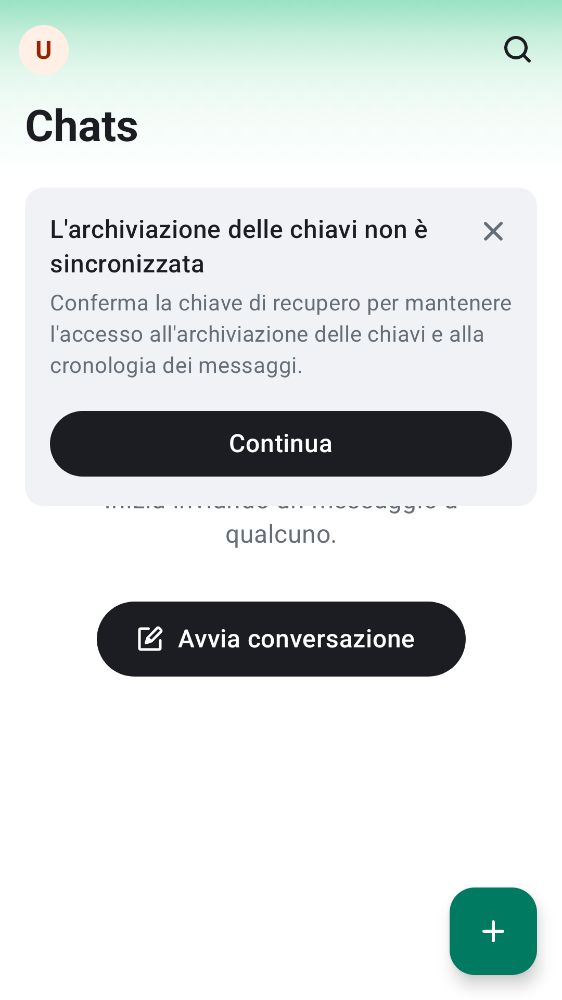 U
Chats
L'archiviazione delle chiavi non è
sincronizzata
Conferma la chiave di recupero per mantenere
l'accesso all'archiviazione delle chiavi e alla
cronologia dei messaggi.
Continua
qualcuno.
Avvia conversazione